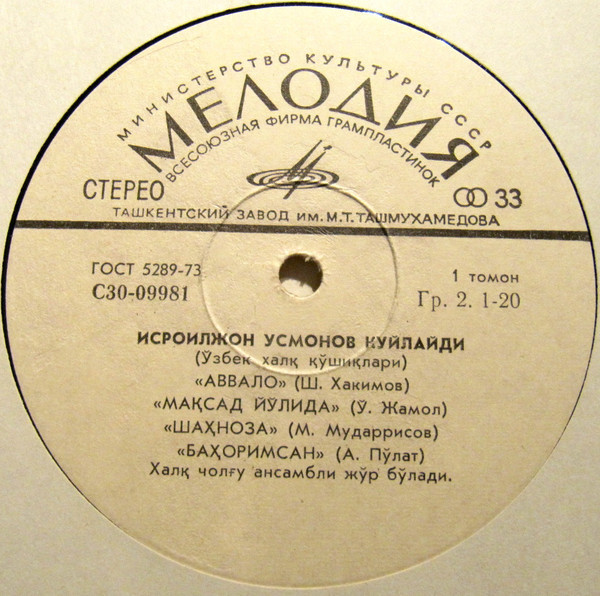 МИНИСТЕРСТВО КУЛЬТУРЫ СССР
МЕЛОДИЯ
ВСЕСОЮЗНАЯ ФИРМА ГРАМПЛАСТИНОК
СТЕРЕО
33
ТАШКЕНТСКИЙ ЗАВОД ИМ. М.Т. ТАШМУХАМЕДОВА
ГОСТ 5289-73
1 томон
С30-09981
Гр. 2. 1-20
ИСРОИЛЖОН УСМОНОВ КУЙЛАЙДИ
(Ўзбек халқ қўшиқлари)
«АВВАЛО» (Ш. Хакимов)
«МАҚСАД ЙЎЛИДА» (Ў. Жамол)
«ШАҲНОЗА» (М. Мударрисов)
«БАҲОРИМСАН» (А. Пўлат)
Халқ чолғу ансамбли жўр бўлади.